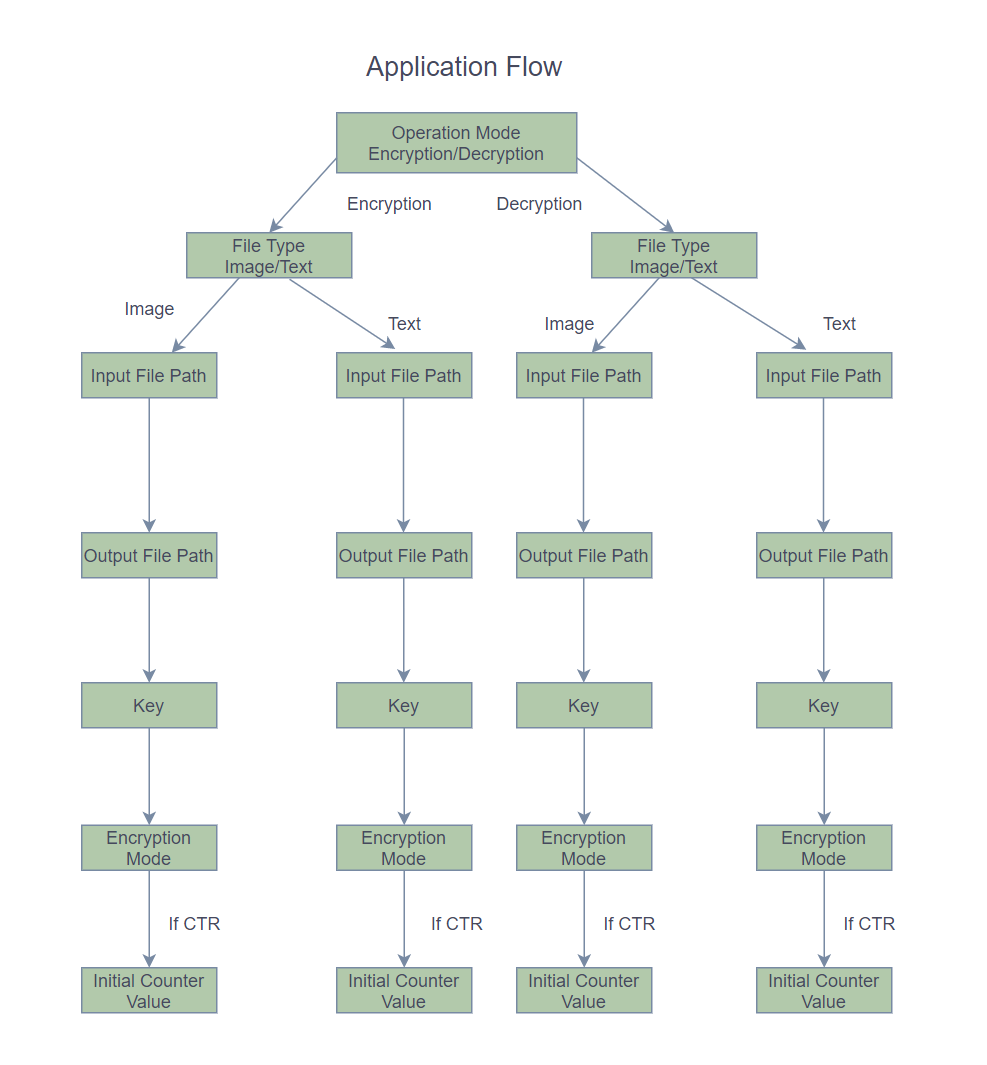 Application Flow
Operation Mode
Encryption/Decryption
Encryption
Decryption
File Type
Image/Text
File Type
Image/Text
Image
Text
Image
Text
Input File Path
Input File Path
Input File Path
Input File Path
Output File Path
Output File Path
Output File Path
Output File Path
Key
Key
Key
Key
Encryption
Mode
Encryption
Mode
Encryption
Mode
Encryption
Mode
If CTR
If CTR
If CTR
If CTR
Initial Counter
Value
Initial Counter
Value
Initial Counter
Value
Initial Counter
Value